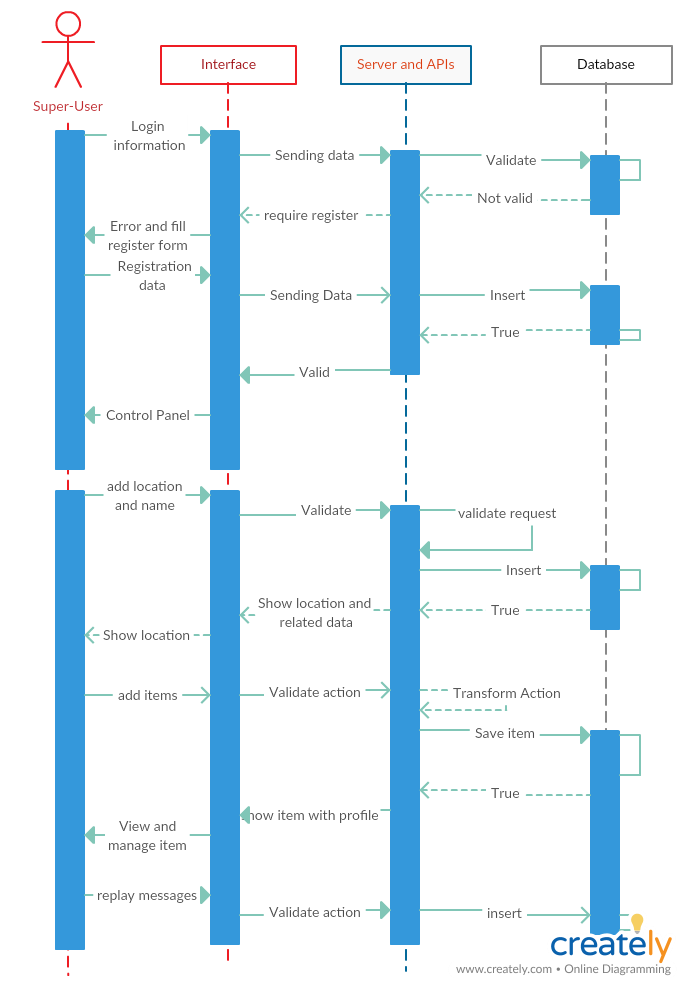 Interface
Server and APIs
Database
Super-User
Login
information
Sending data
Validate
Not valid
require register
Error and fill
register form
Registration
data
Sending Data
Insert
True
Valid
Control Panel
add location
and name
Validate
validate request
Insert
Show location and
related data
True
Show location
add items
Validate action
Transform Action
Save item
True
item with profile
View and
manage item
replay messages
Validate action
insert
creately
www.creately.com • Online Diagramming